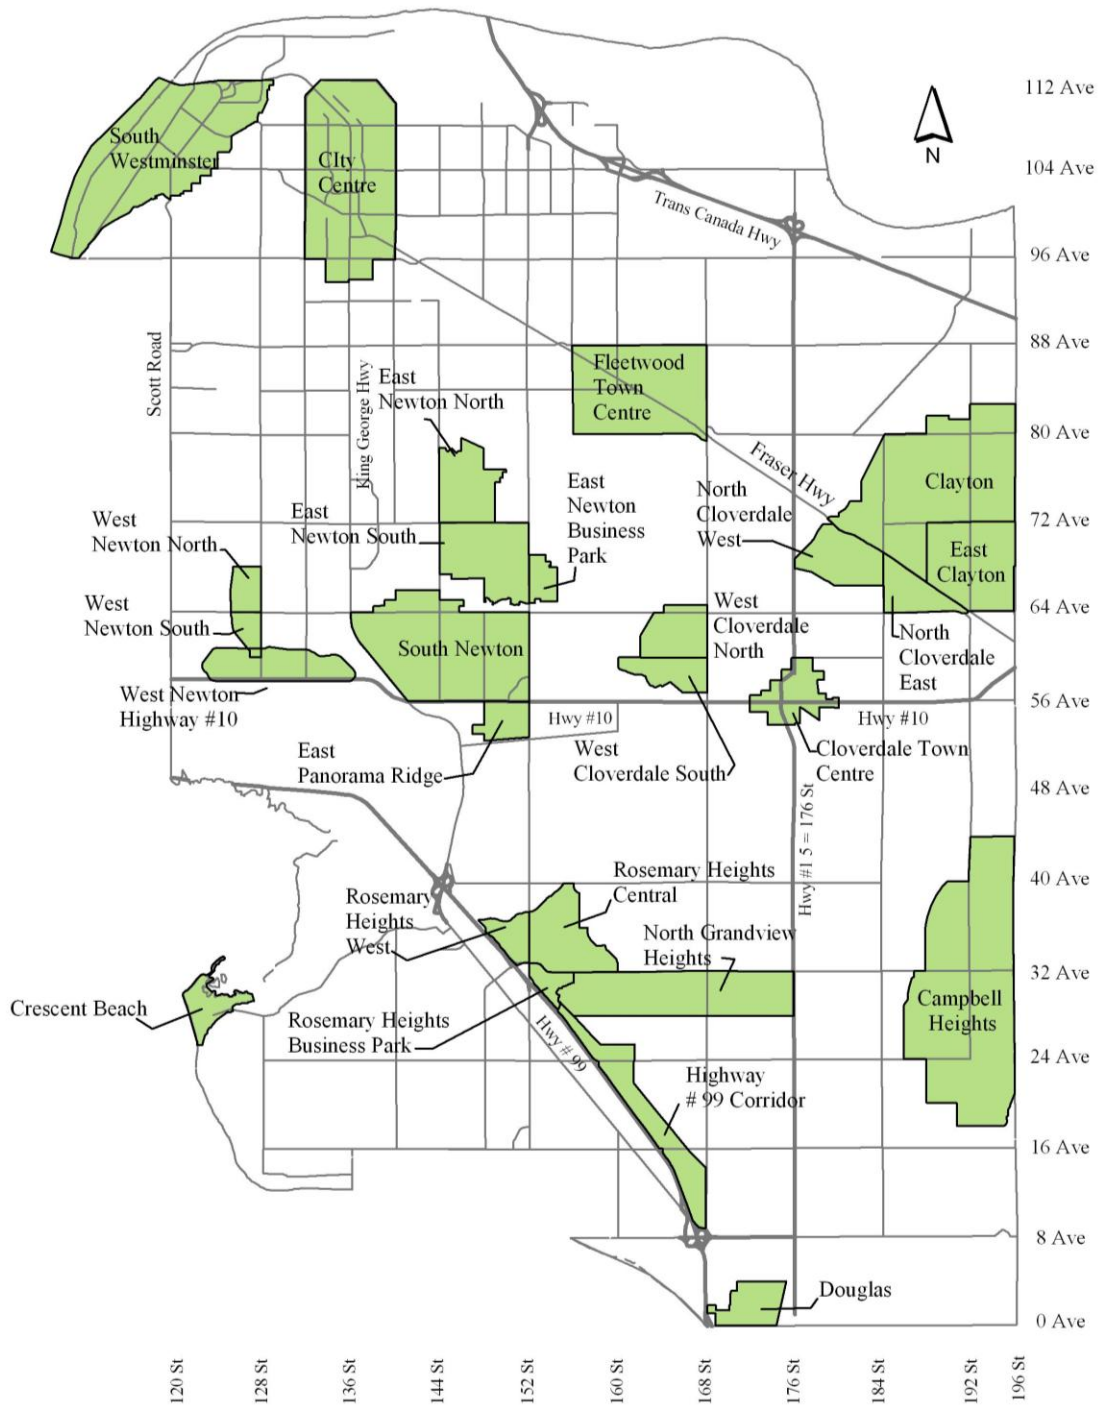 112 Ave
South
Westminster
CIty
Centre
N
104 Ave
Trans Canada Hwy
96 Ave
88 Ave
Scott Road
King George Hwy
East
Newton North
Fleetwood
Town
Centre
80 Ave
Fraser Hwy
Clayton
West
Newton North
East
Newton South
East
Newton
Business
Park
North
Cloverdale
West
72 Ave
East
Clayton
West
Newton South
South Newton
West
Cloverdale
North
64 Ave
North
Cloverdale
East
West Newton
Highway #10
Hwy #10
Hwy #10
56 Ave
East
Panorama Ridge
West
Cloverdale South
Cloverdale Town
Centre
48 Ave
Hwy #1 5 = 176 St
Rosemary
Heights
West
Rosemary Heights
Central
40 Ave
North Grandview
Heights
32 Ave
Crescent Beach
Rosemary Heights
Business Park
Hwy # 99
Campbell
Heights
24 Ave
Highway
# 99 Corridor
16 Ave
8 Ave
Douglas
0 Ave
120 St
128 St
136 St
144 St
152 St
160 St
168 St
176 St
184 St
192 St
196 St